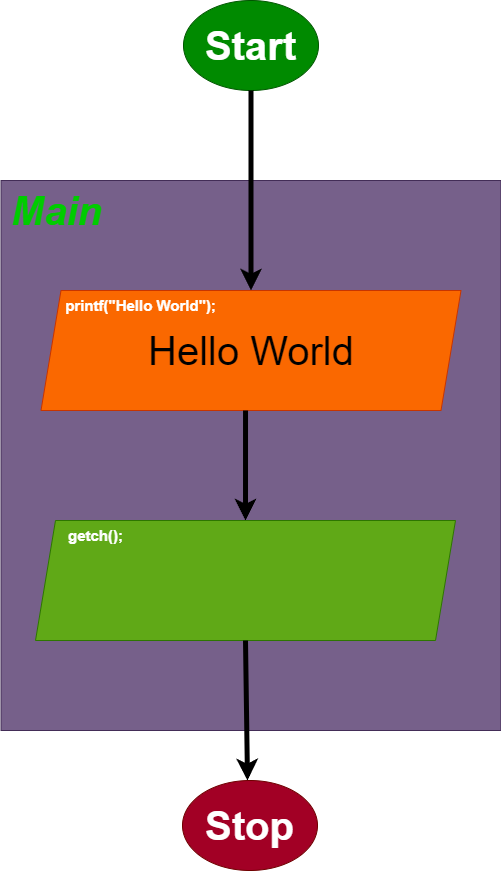 Start
Main
printf("Hello World");
Hello World
getch();
Stop